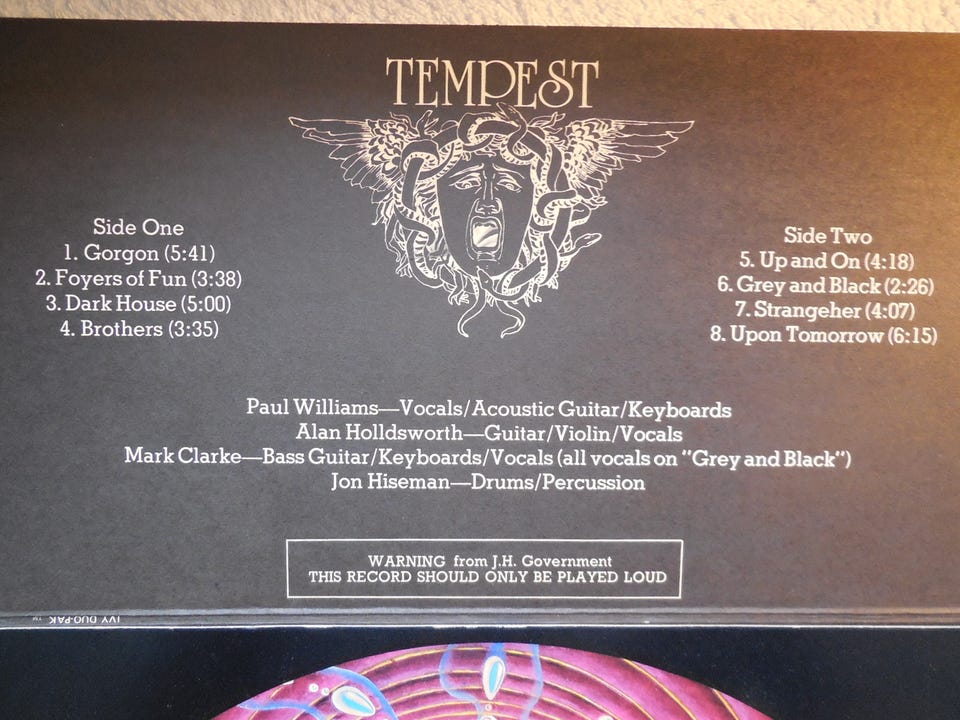 TEMPEST
Side One
1. Gorgon (5:41)
2. Foyers of Fun (3:38)
3. Dark House (5:00)
4. Brothers (3:35)
Side Two
5. Up and On (4:18)
6. Grey and Black (2:26)
7. Strangeher (4:07)
8. Upon Tomorrow (6:15)
Paul Williams—Vocals/Acoustic Guitar/Keyboards
Alan Holldsworth—Guitar/Violin/Vocals
Mark Clarke—Bass Guitar/Keyboards/Vocals (all vocals on "Grey and Black")
Jon Hiseman—Drums/Percussion
WARNING from J.H. Government
THIS RECORD SHOULD ONLY BE PLAYED LOUD
IVY DUO-PAK ™